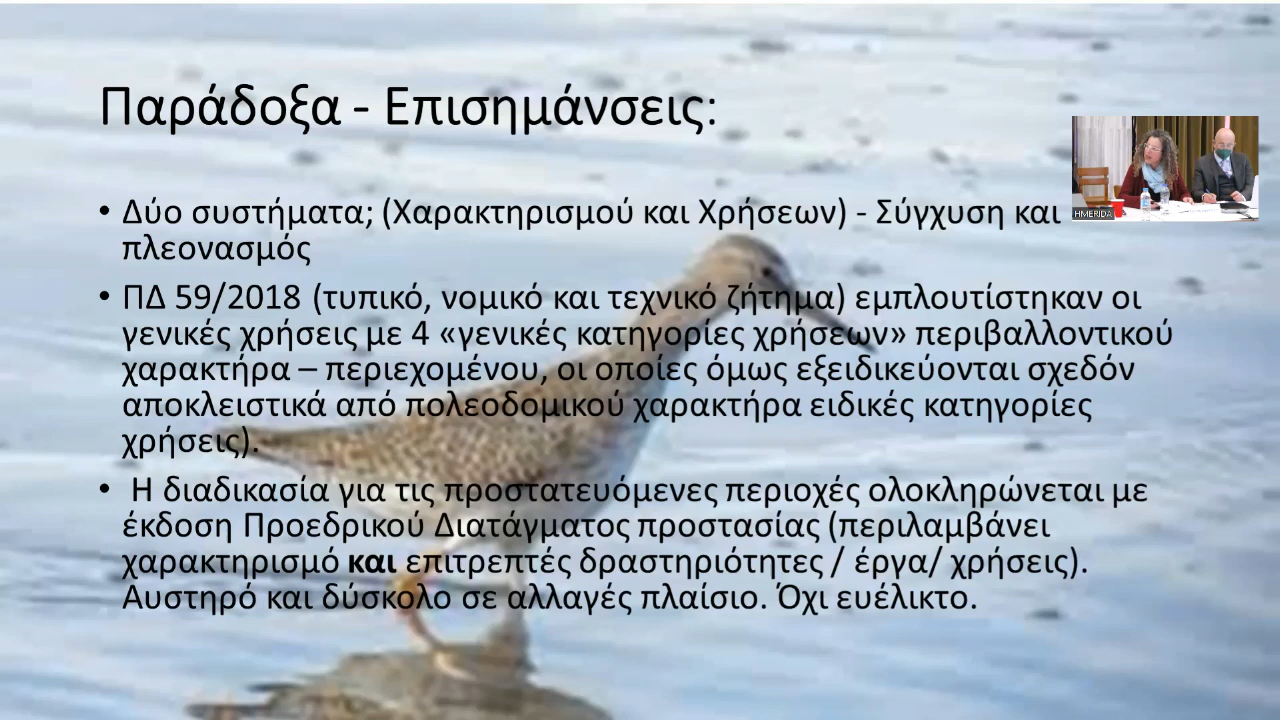 Παράδοξα - Επισημάνσεις:
• Δύο συστήματα; (Χαρακτηρισμού και Χρήσεων) - Σύγχυση και
πλεονασμός
• ΠΔ 59/2018 (τυπικό, νομικό και τεχνικό ζήτημα) εμπλουτίστηκαν οι
γενικές χρήσεις με 4 «γενικές κατηγορίες χρήσεων» περιβαλλοντικού
χαρακτήρα – περιεχομένου, οι οποίες όμως εξειδικεύονται σχεδόν
αποκλειστικά από πολεοδομικού χαρακτήρα ειδικές κατηγορίες
χρήσεις).
• Η διαδικασία για τις προστατευόμενες περιοχές ολοκληρώνεται με
έκδοση Προεδρικού Διατάγματος προστασίας (περιλαμβάνει
χαρακτηρισμό και επιτρεπτές δραστηριότητες / έργα/ χρήσεις).
Αυστηρό και δύσκολο σε αλλαγές πλαίσιο. Όχι ευέλικτο.
HMERIDA